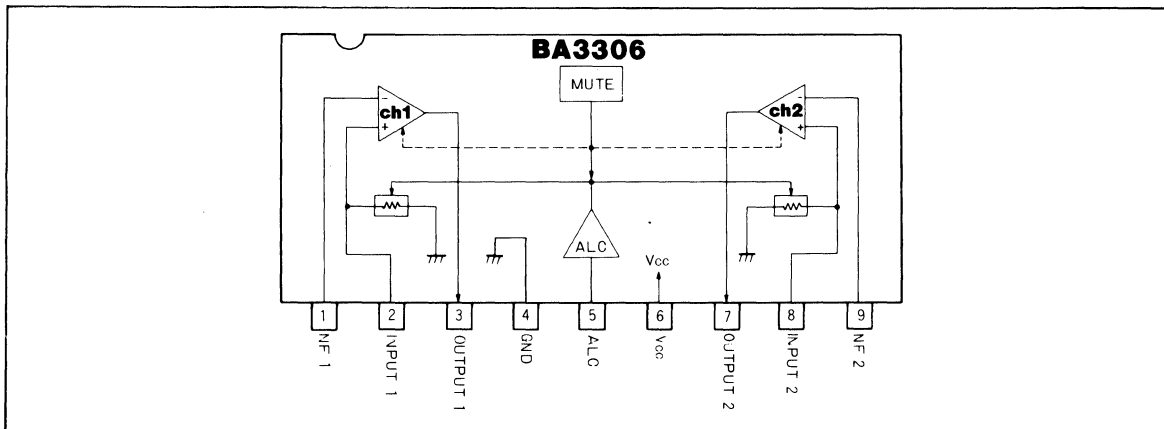 BA3306
MUTE
ch1
ch2
-
+
-
+
ALC
Vcc
1
2
3
4
5
6
7
8
9
NF 1
INPUT 1
OUTPUT 1
GND
ALC
Vcc
OUTPUT 2
INPUT 2
NF 2